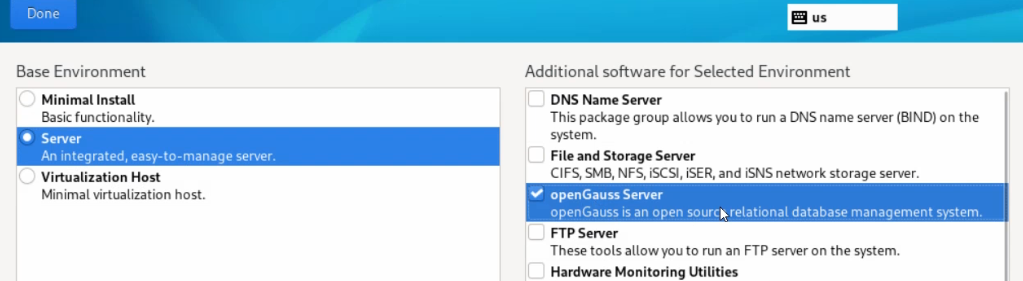 Done
us
Base Environment
Minimal Install
Basic functionality.
Server
An integrated, easy-to-manage server.
Virtualization Host
Minimal virtualization host.
Additional software for Selected Environment
DNS Name Server
This package group allows you to run a DNS name server (BIND) on the
system.
File and Storage Server
CIFS, SMB, NFS, iSCSI, iSER, and iSNS network storage server.
openGauss Server
openGauss is an open source relational database management system.
FTP Server
These tools allow you to run an FTP server on the system.
Hardware Monitoring Utilities